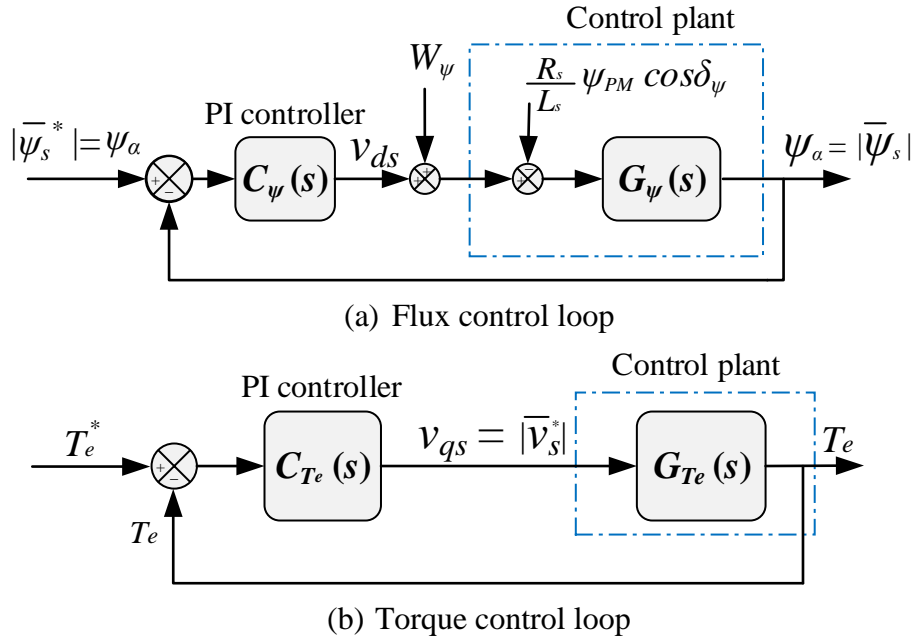 Control plant
W_ψ
R_s/L_s ψ_PM cosδ_ψ
PI controller
|ψ̅_s*|=ψ_α
v_ds
ψ_α = |ψ̅_s|
C_ψ(s)
G_ψ(s)
+
−
+
+
+
−
(a) Flux control loop
Control plant
PI controller
T_e*
v_qs = |v̅_s*|
T_e
C_Te(s)
G_Te(s)
+
−
T_e
(b) Torque control loop